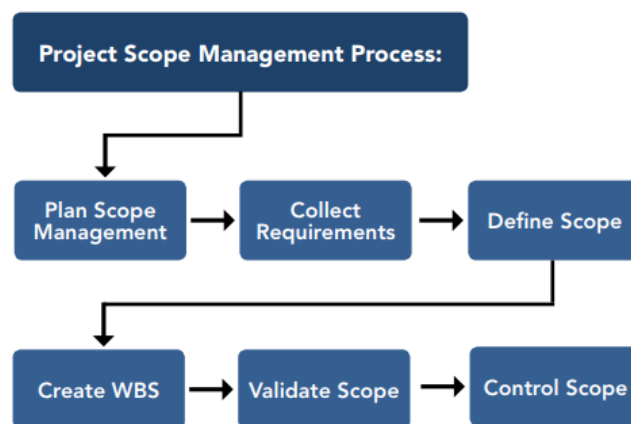 Project Scope Management Process:
Plan Scope
Management
Collect
Requirements
Define Scope
Create WBS
Validate Scope
Control Scope